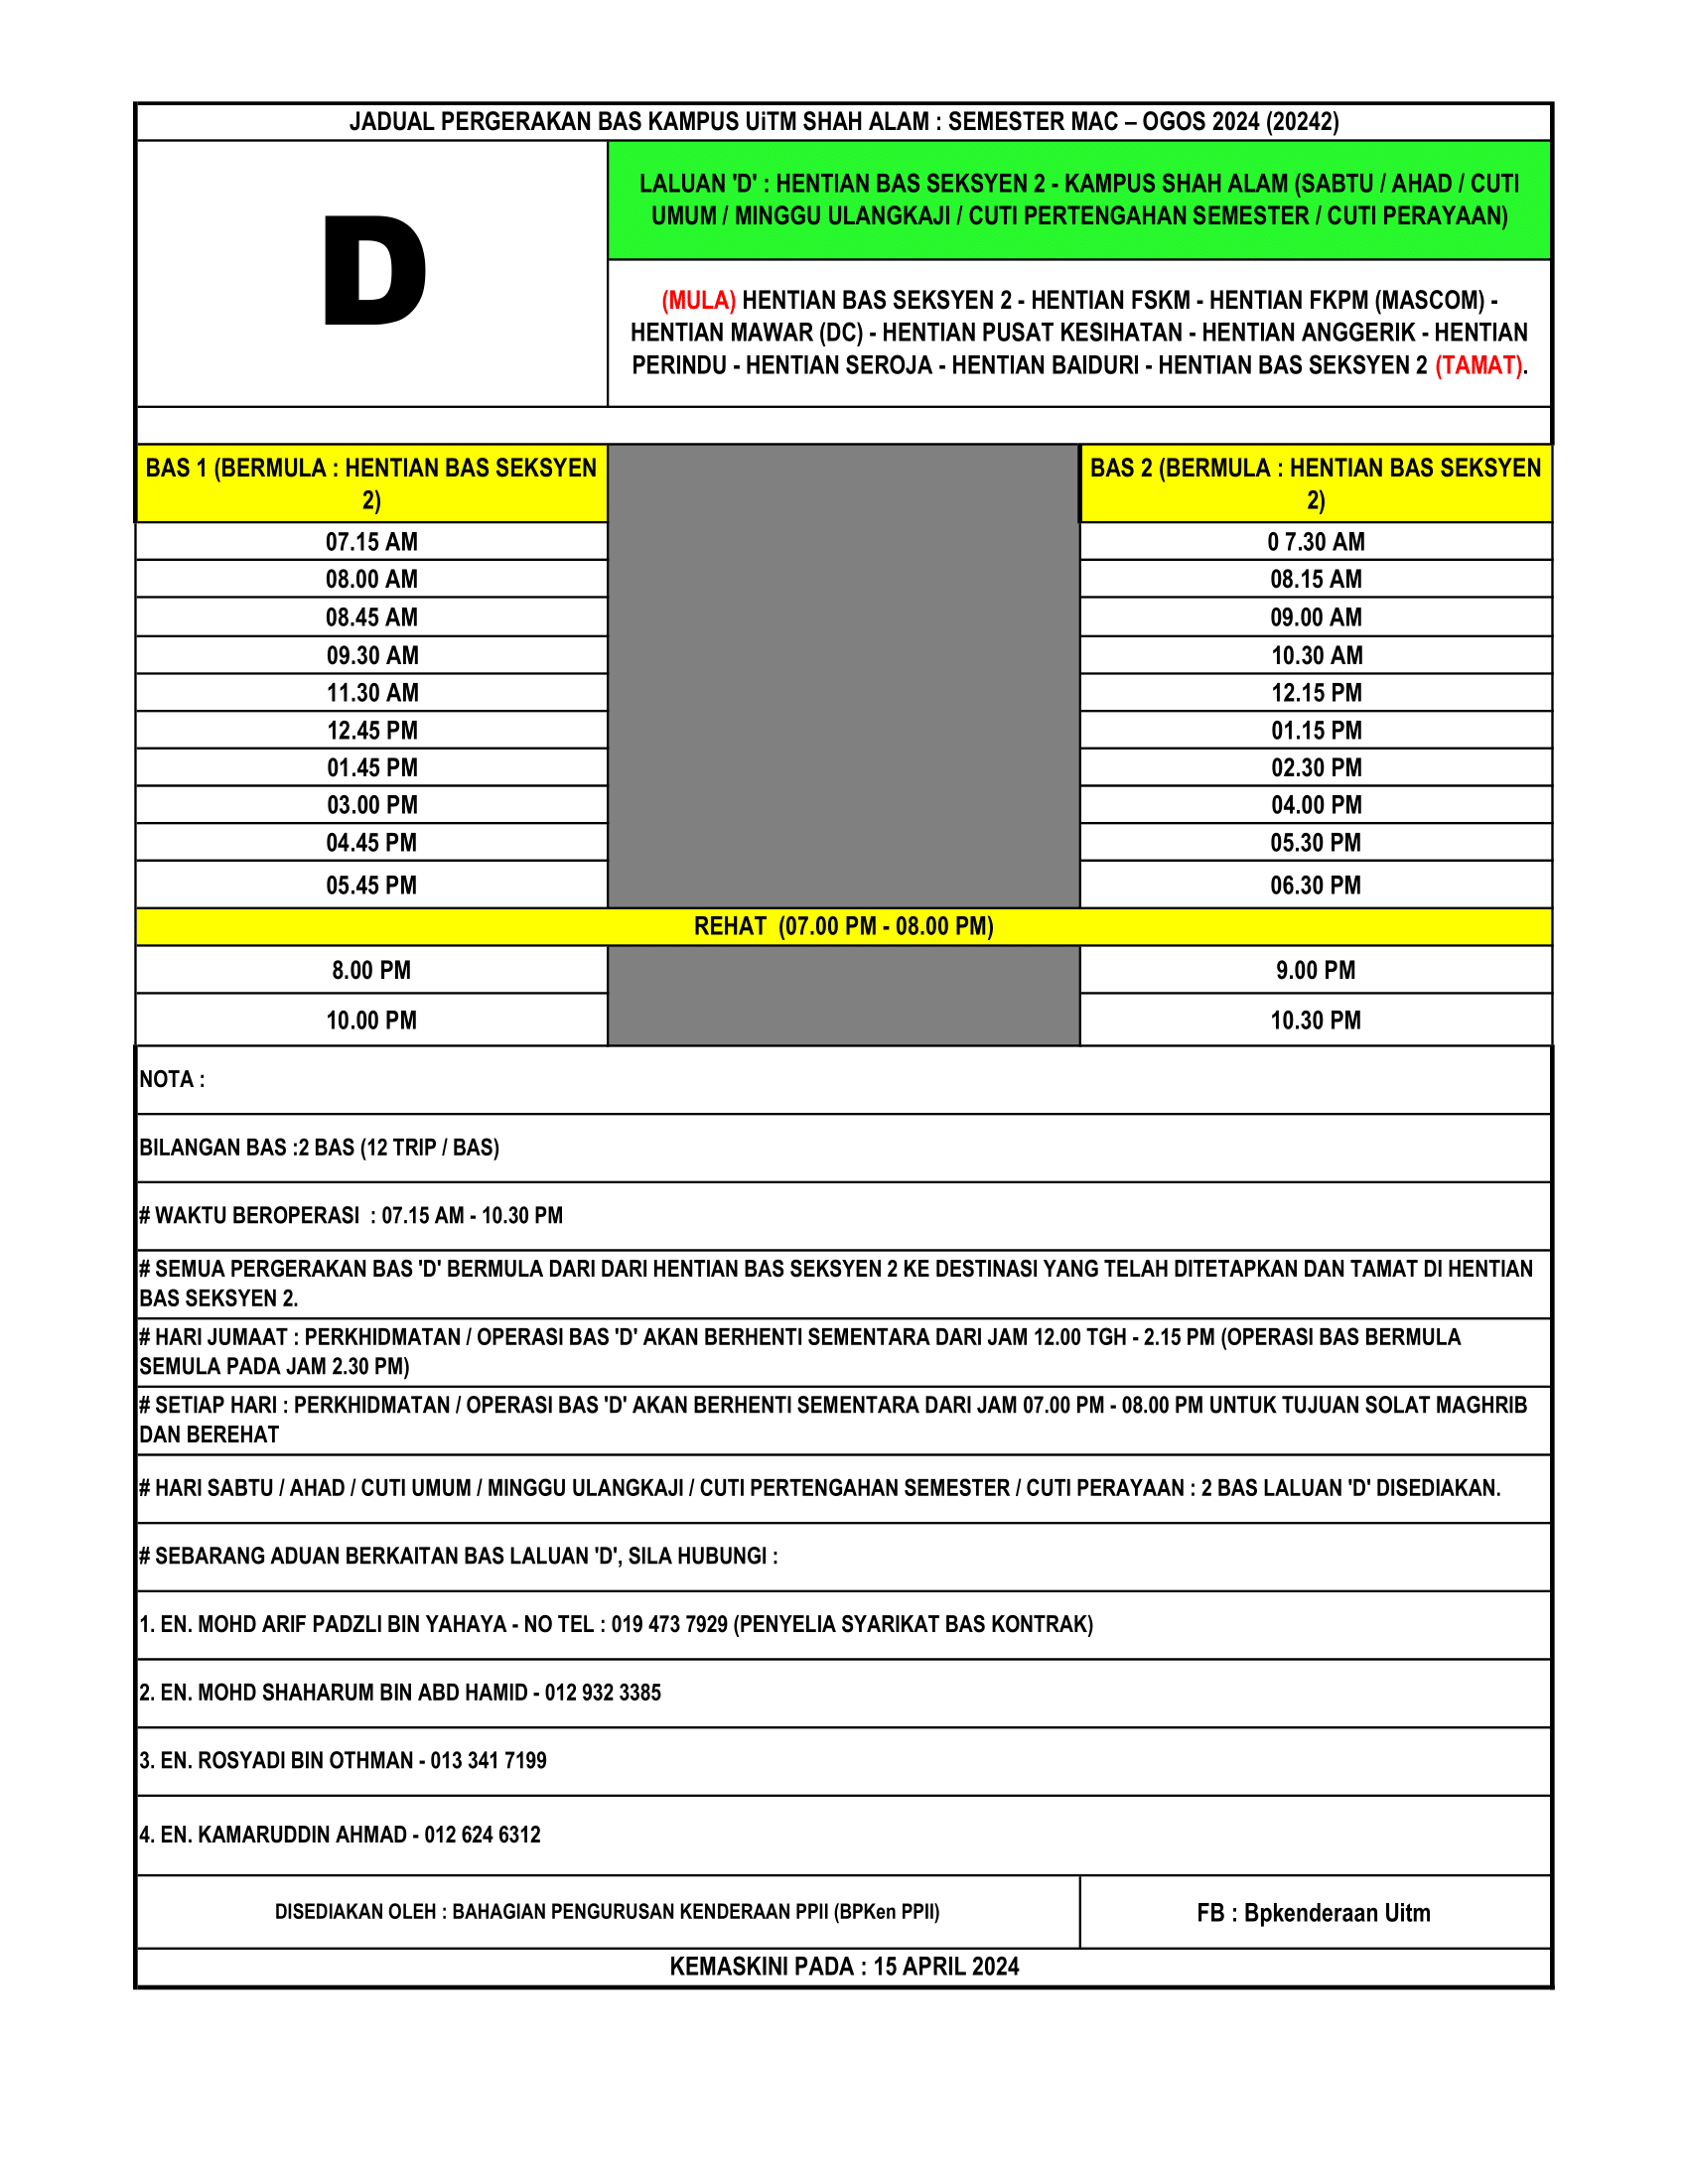 JADUAL PERGERAKAN BAS KAMPUS UiTM SHAH ALAM : SEMESTER MAC – OGOS 2024 (20242)
D
LALUAN 'D' : HENTIAN BAS SEKSYEN 2 - KAMPUS SHAH ALAM (SABTU / AHAD / CUTI
UMUM / MINGGU ULANGKAJI / CUTI PERTENGAHAN SEMESTER / CUTI PERAYAAN)
(MULA) HENTIAN BAS SEKSYEN 2 - HENTIAN FSKM - HENTIAN FKPM (MASCOM) -
HENTIAN MAWAR (DC) - HENTIAN PUSAT KESIHATAN - HENTIAN ANGGERIK - HENTIAN
PERINDU - HENTIAN SEROJA - HENTIAN BAIDURI - HENTIAN BAS SEKSYEN 2 (TAMAT).
BAS 1 (BERMULA : HENTIAN BAS SEKSYEN
2)
BAS 2 (BERMULA : HENTIAN BAS SEKSYEN
2)
07.15 AM
0 7.30 AM
08.00 AM
08.15 AM
08.45 AM
09.00 AM
09.30 AM
10.30 AM
11.30 AM
12.15 PM
12.45 PM
01.15 PM
01.45 PM
02.30 PM
03.00 PM
04.00 PM
04.45 PM
05.30 PM
05.45 PM
06.30 PM
REHAT (07.00 PM - 08.00 PM)
8.00 PM
9.00 PM
10.00 PM
10.30 PM
NOTA :
BILANGAN BAS :2 BAS (12 TRIP / BAS)
# WAKTU BEROPERASI : 07.15 AM - 10.30 PM
# SEMUA PERGERAKAN BAS 'D' BERMULA DARI DARI HENTIAN BAS SEKSYEN 2 KE DESTINASI YANG TELAH DITETAPKAN DAN TAMAT DI HENTIAN
BAS SEKSYEN 2.
# HARI JUMAAT : PERKHIDMATAN / OPERASI BAS 'D' AKAN BERHENTI SEMENTARA DARI JAM 12.00 TGH - 2.15 PM (OPERASI BAS BERMULA
SEMULA PADA JAM 2.30 PM)
# SETIAP HARI : PERKHIDMATAN / OPERASI BAS 'D' AKAN BERHENTI SEMENTARA DARI JAM 07.00 PM - 08.00 PM UNTUK TUJUAN SOLAT MAGHRIB
DAN BEREHAT
# HARI SABTU / AHAD / CUTI UMUM / MINGGU ULANGKAJI / CUTI PERTENGAHAN SEMESTER / CUTI PERAYAAN : 2 BAS LALUAN 'D' DISEDIAKAN.
# SEBARANG ADUAN BERKAITAN BAS LALUAN 'D', SILA HUBUNGI :
1. EN. MOHD ARIF PADZLI BIN YAHAYA - NO TEL : 019 473 7929 (PENYELIA SYARIKAT BAS KONTRAK)
2. EN. MOHD SHAHARUM BIN ABD HAMID - 012 932 3385
3. EN. ROSYADI BIN OTHMAN - 013 341 7199
4. EN. KAMARUDDIN AHMAD - 012 624 6312
DISEDIAKAN OLEH : BAHAGIAN PENGURUSAN KENDERAAN PPII (BPKen PPII)
FB : Bpkenderaan Uitm
KEMASKINI PADA : 15 APRIL 2024